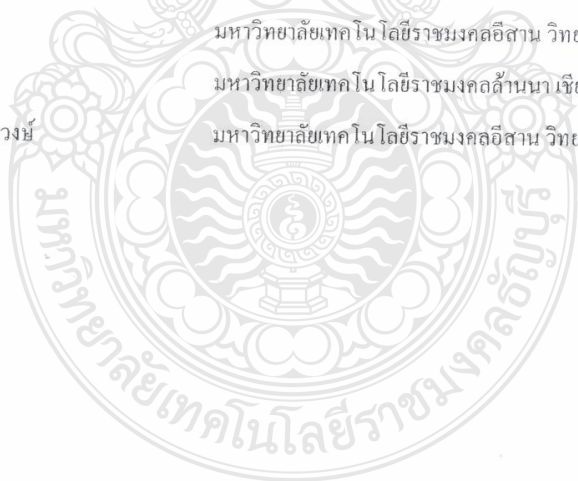 มหาวิทยาลัยเทคโนโลยีราชมงคลอีสาน วิทย
มหาวิทยาลัยเทคโนโลยีราชมงคลล้านนา เชีย
วงษ์ มหาวิทยาลัยเทคโนโลยีราชมงคลอีสาน วิทย
มหาวิทยาลัยเทคโนโลยีราชมงคลธัญบุรี